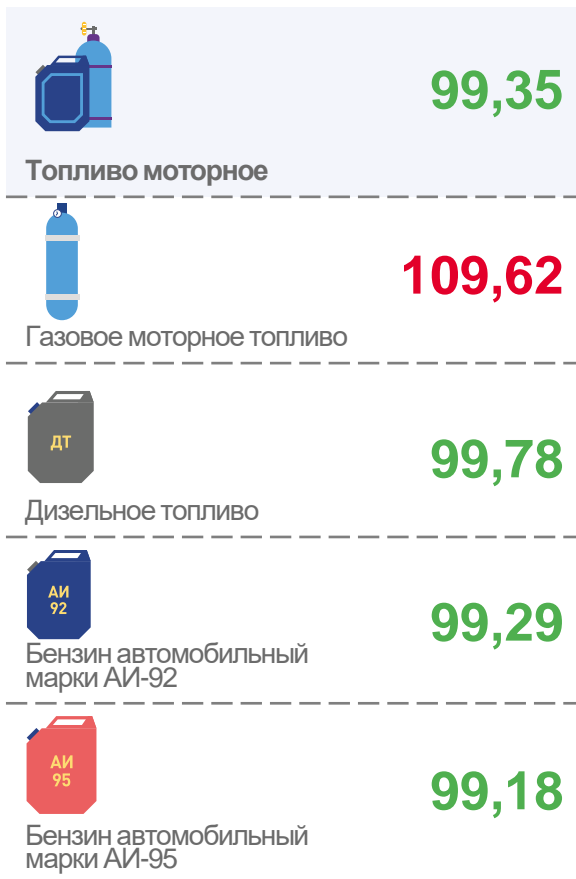 99,35
Топливо моторное
109,62
Газовое моторное топливо
ДТ
99,78
Дизельное топливо
АИ
92
99,29
Бензин автомобильный
марки АИ-92
АИ
95
99,18
Бензин автомобильный
марки АИ-95